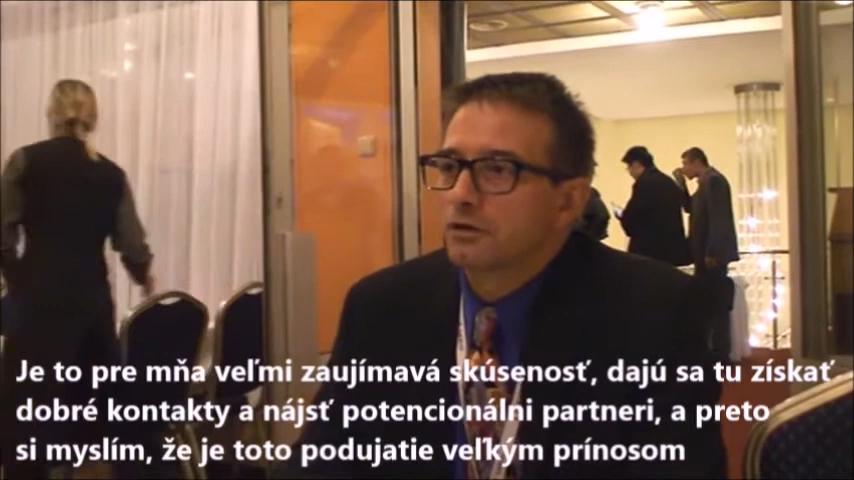 Je to pre mňa veľmi zaujímavá skúsenosť, dajú sa tu získať
dobré kontakty a nájsť potencionálni partneri, a preto
si myslím, že je toto podujatie veľkým prínosom